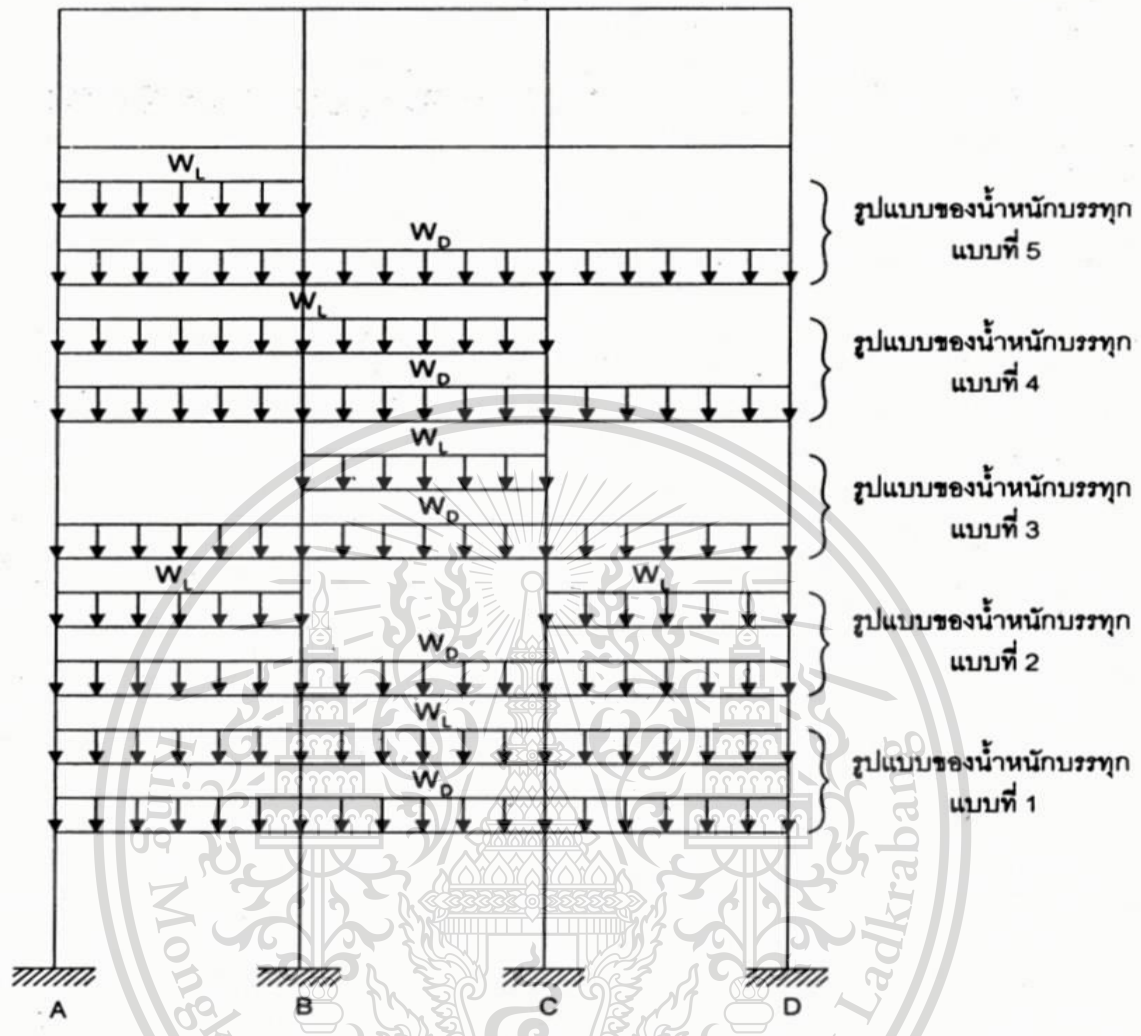 W_L
W_D
รูปแบบของน้ำหนักบรรทุก
แบบที่ 5
W_L
W_D
รูปแบบของน้ำหนักบรรทุก
แบบที่ 4
W_L
W_D
รูปแบบของน้ำหนักบรรทุก
แบบที่ 3
W_L W_L
W_D
รูปแบบของน้ำหนักบรรทุก
แบบที่ 2
W_L
W_D
รูปแบบของน้ำหนักบรรทุก
แบบที่ 1
A B C D
King Ladkrabang